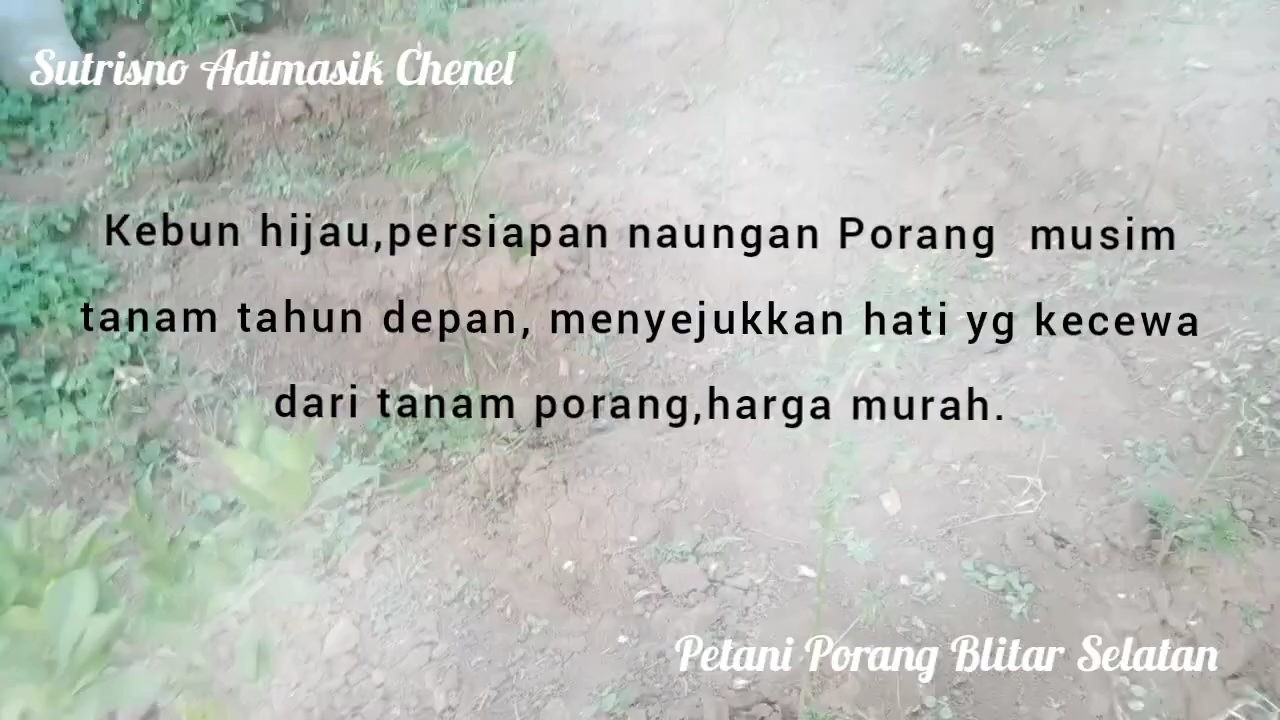 Sutrisno Adimasik Chenel
Kebun hijau,persiapan naungan Porang musim
tanam tahun depan, menyejukkan hati yg kecewa
dari tanam porang,harga murah.
Petani Porang Blitar Selatan